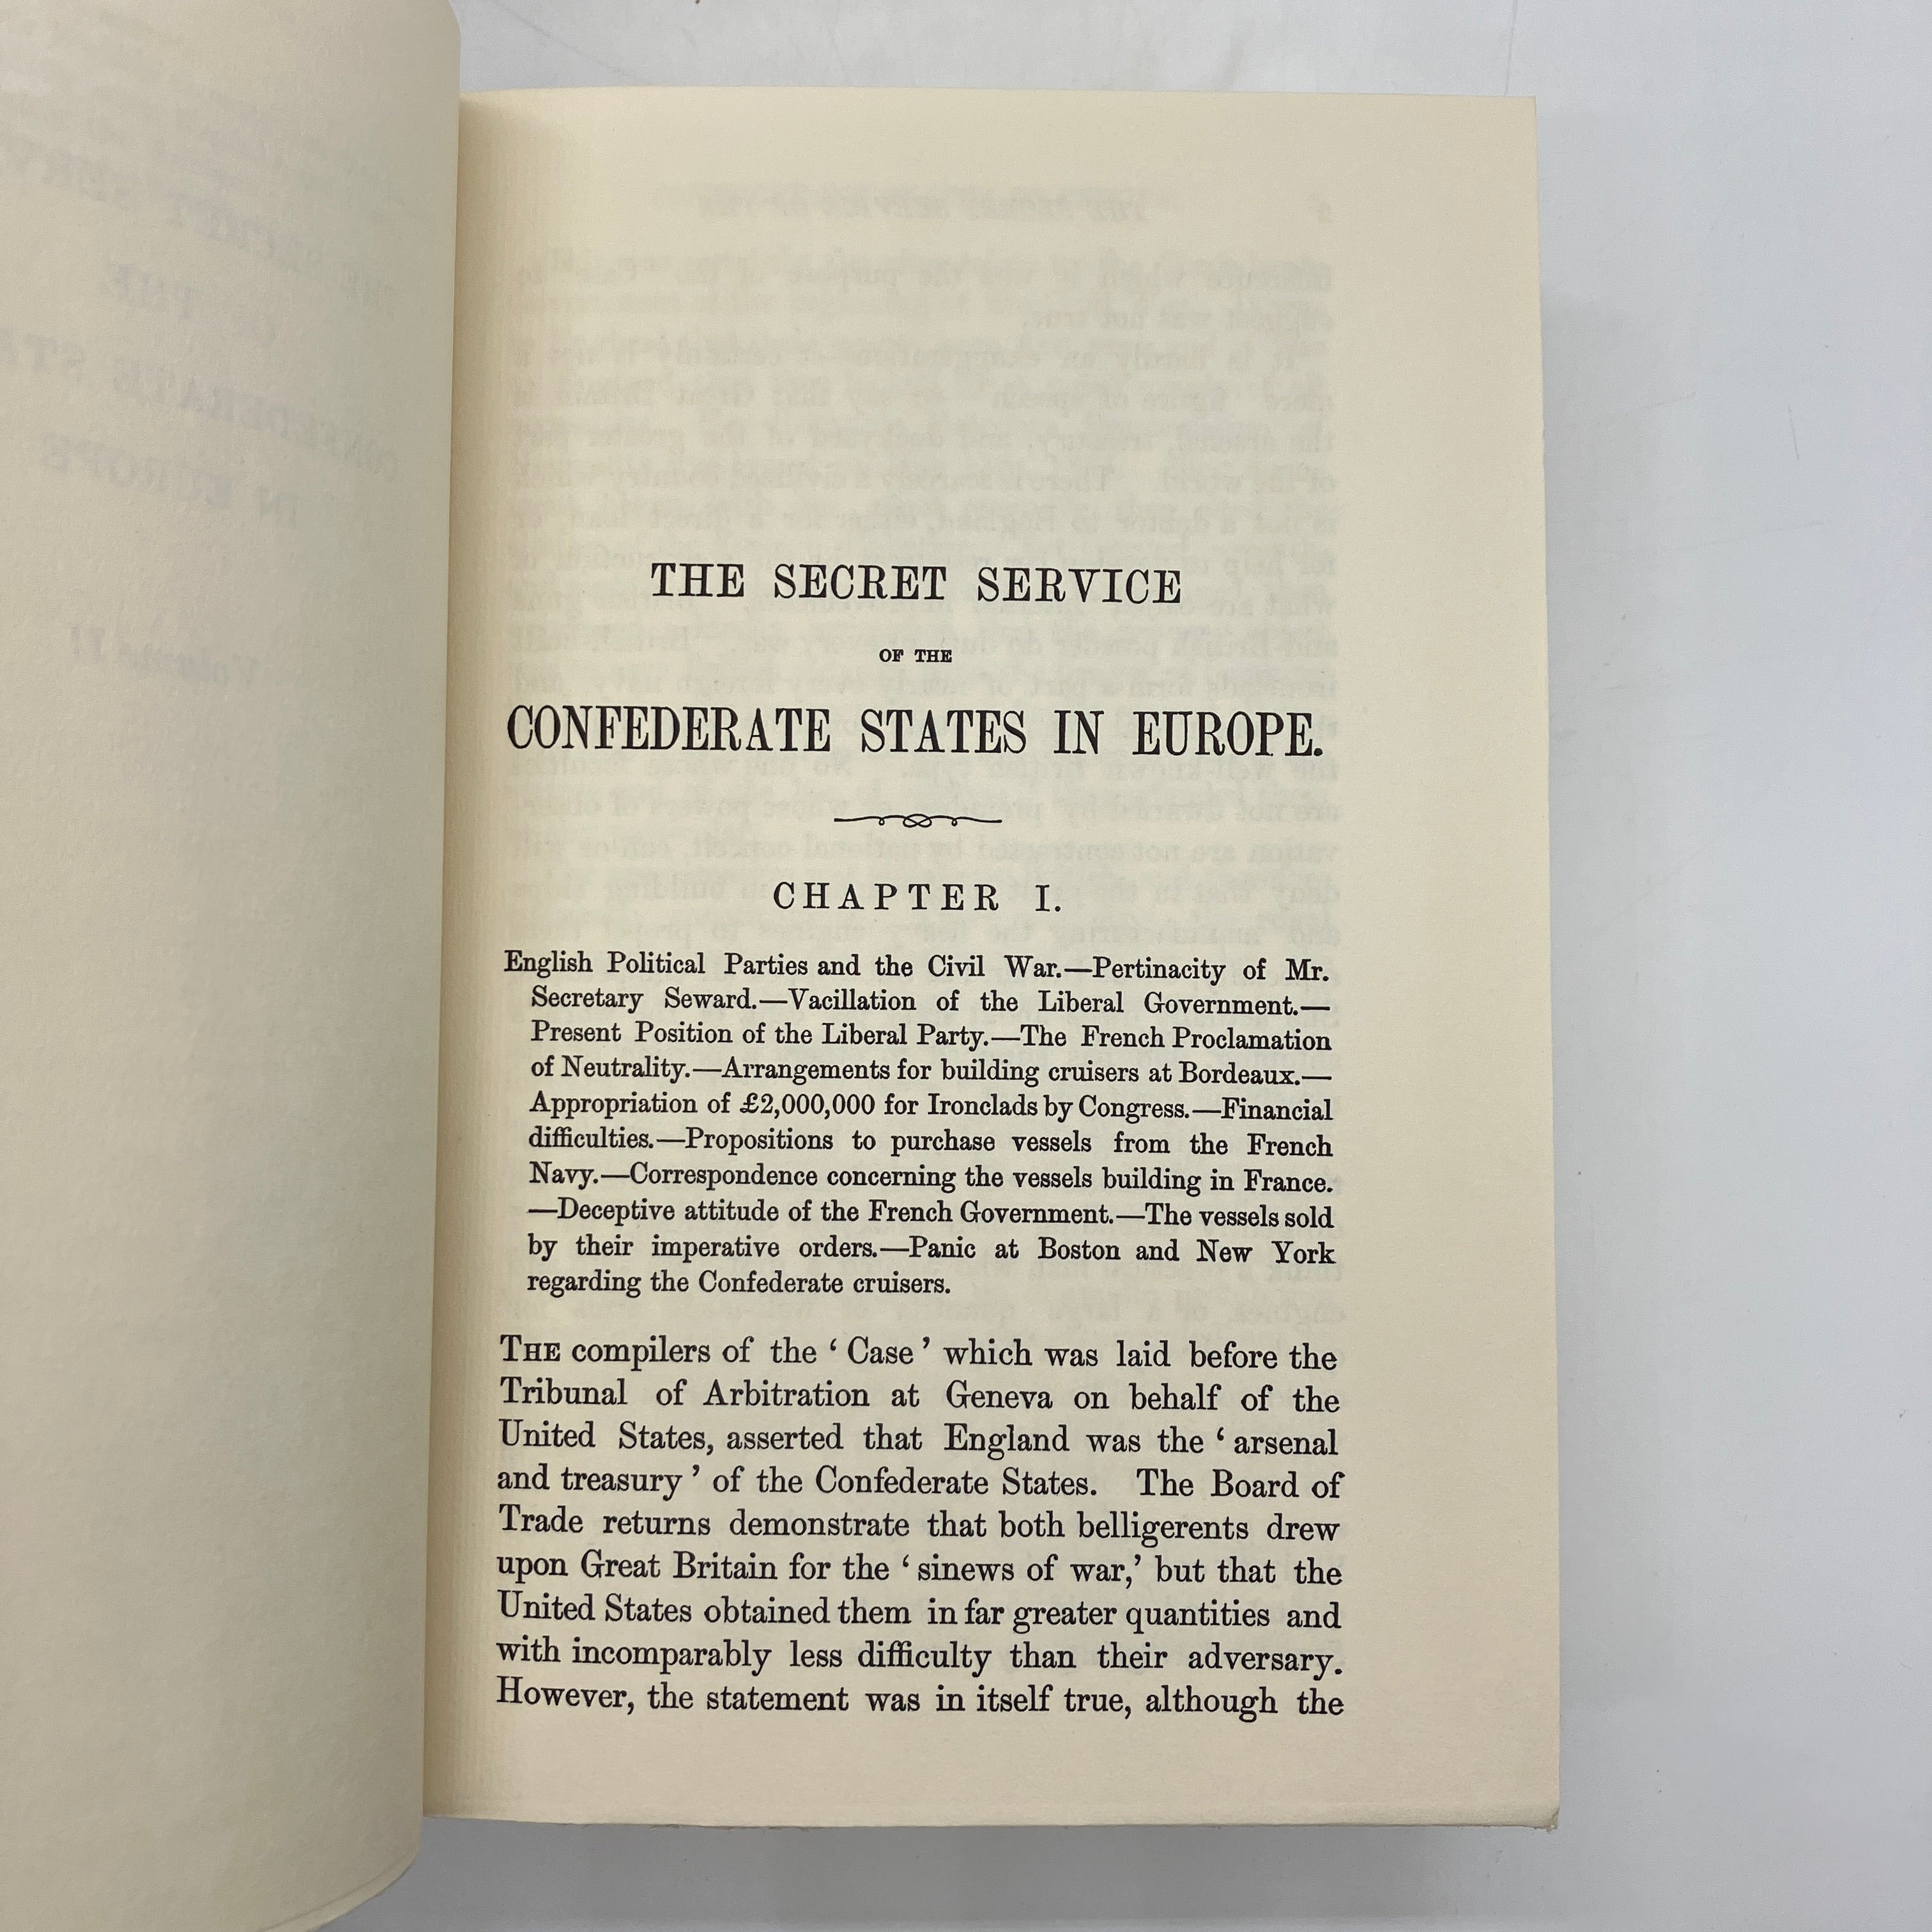 THE SECRET SERVICE
OF THE
CONFEDERATE STATES IN EUROPE.
CHAPTER I.
English Political Parties and the Civil War.—Pertinacity of Mr.
Secretary Seward.—Vacillation of the Liberal Government.—
Present Position of the Liberal Party.—The French Proclamation
of Neutrality.—Arrangements for building cruisers at Bordeaux.—
Appropriation of £2,000,000 for Ironclads by Congress.—Financial
difficulties.—Propositions to purchase vessels from the French
Navy.—Correspondence concerning the vessels building in France.
—Deceptive attitude of the French Government.—The vessels sold
by their imperative orders.—Panic at Boston and New York
regarding the Confederate cruisers.
THE compilers of the ‘ Case ’ which was laid before the
Tribunal of Arbitration at Geneva on behalf of the
United States, asserted that England was the ‘ arsenal
and treasury ’ of the Confederate States. The Board of
Trade returns demonstrate that both belligerents drew
upon Great Britain for the ‘ sinews of war,’ but that the
United States obtained them in far greater quantities and
with incomparably less difficulty than their adversary.
However, the statement was in itself true, although the